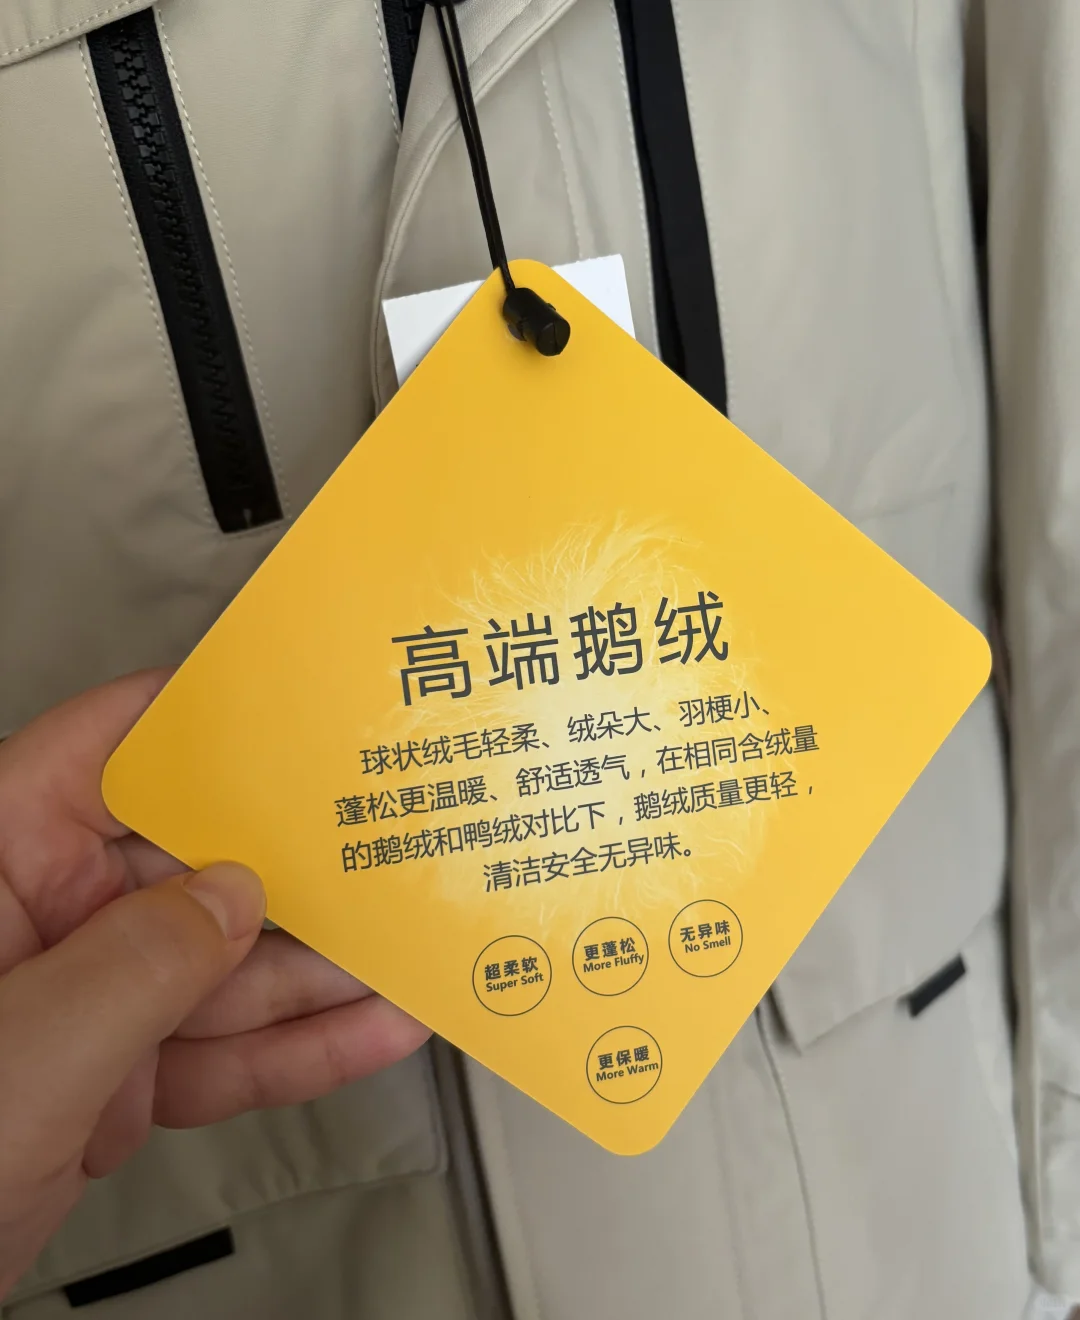 高端鹅绒
球状绒毛轻柔、绒朵大、羽梗小、
蓬松更温暖、舒适透气，在相同含绒量
的鹅绒和鸭绒对比下，鹅绒质量更轻，
清洁安全无异味。
超柔软
Super Soft
更蓬松
More Fluffy
无异味
No Smell
更保暖
More Warm